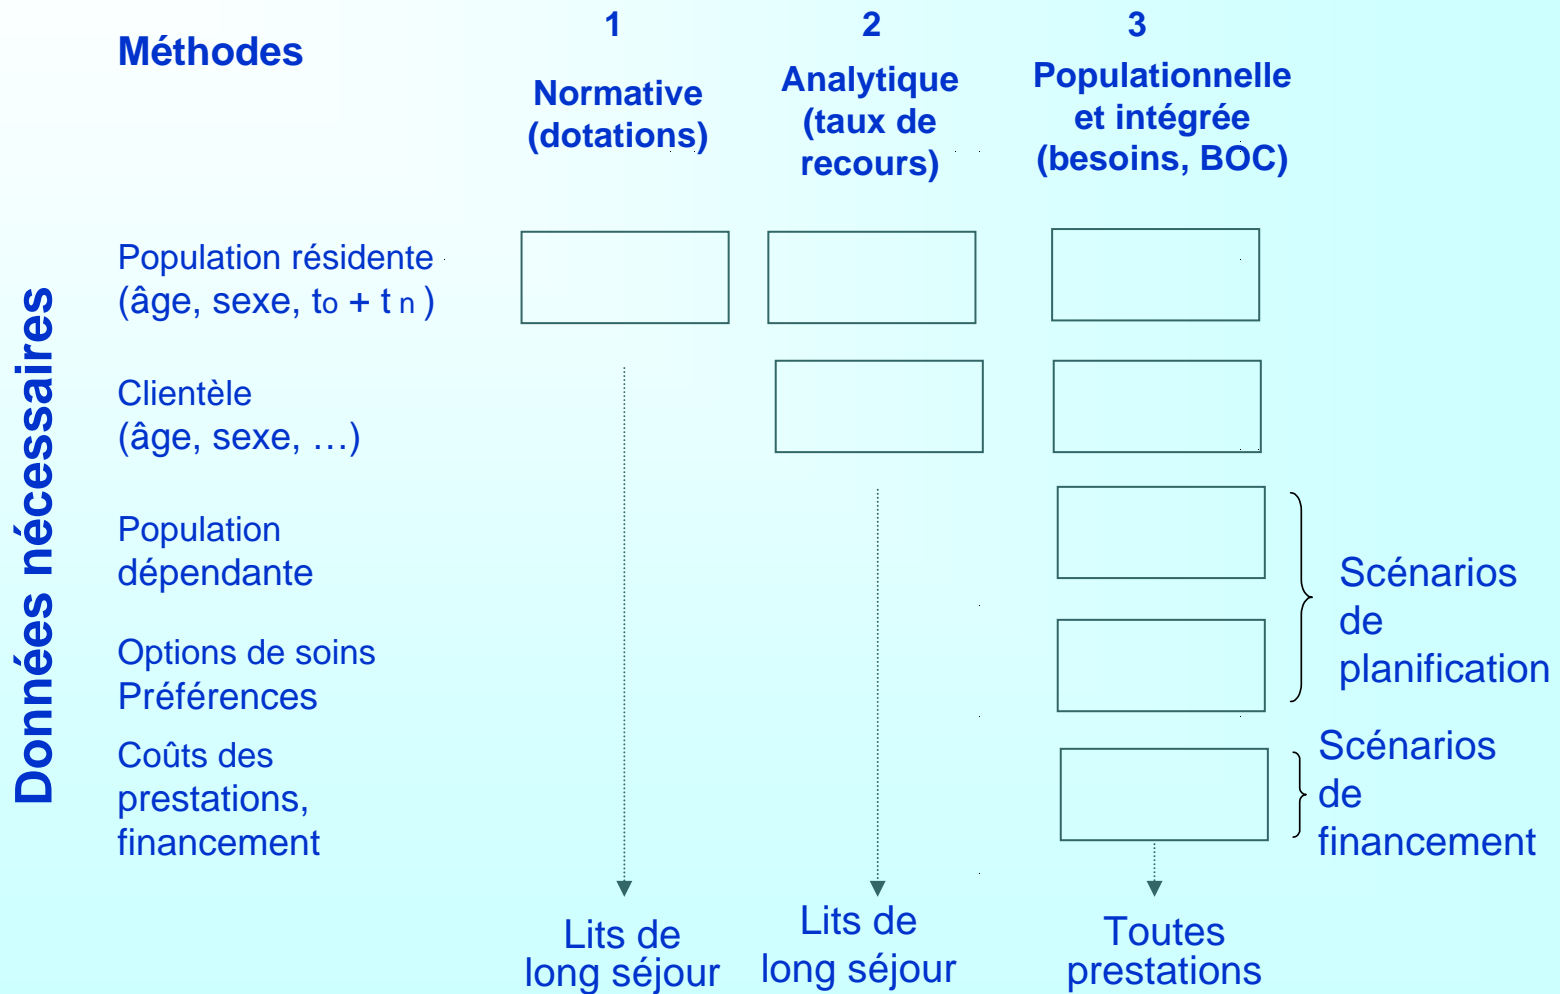 Méthodes
1
Normative
(dotations)
2
Analytique
(taux de
recours)
3
Populationnelle
et intégrée
(besoins, BOC)
Données nécessaires
Population résidente
(âge, sexe, to + t n )
Clientèle
(âge, sexe, …)
Population
dépendante
Options de soins
Préférences
Coûts des
prestations,
financement
Scénarios
de
planification
Scénarios
de
financement
Lits de
long séjour
Lits de
long séjour
Toutes
prestations